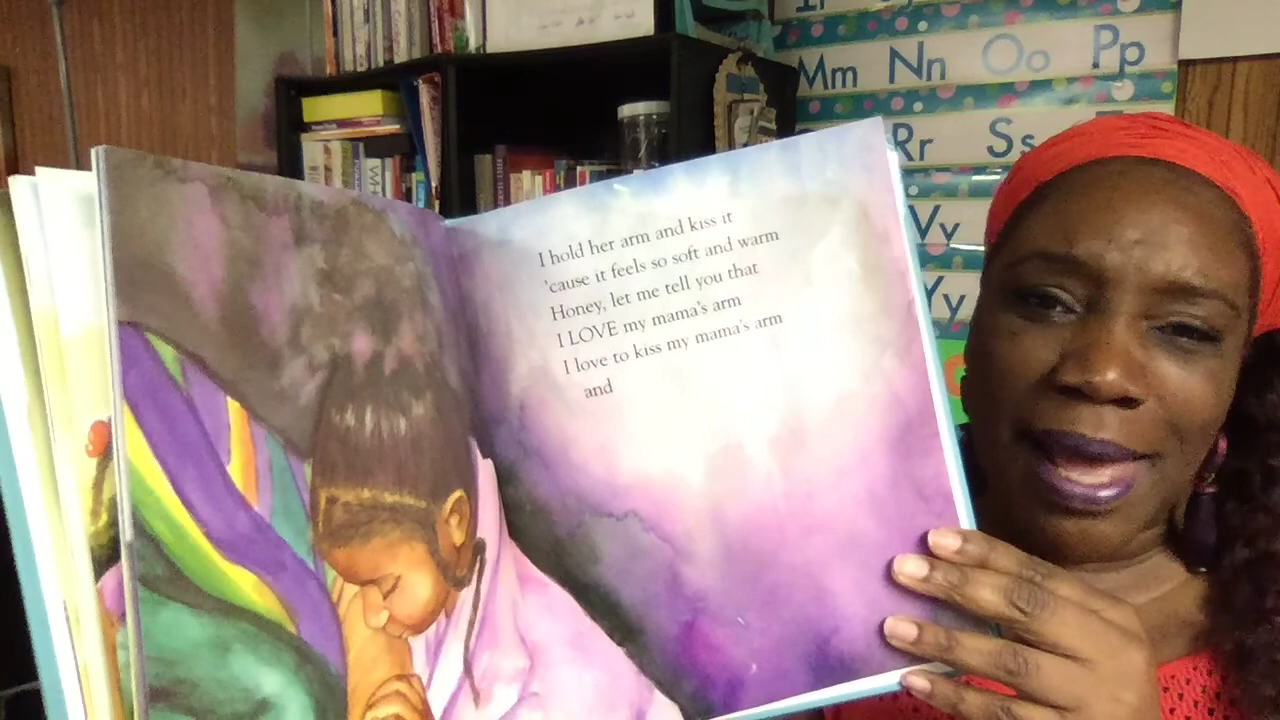 Mm Nn Oo Pp
Rr Ss
Vv
Yy
I hold her arm and kiss it
'cause it feels so soft and warm
Honey, let me tell you that
I LOVE my mama's arm
I love to kiss my mama's arm
and